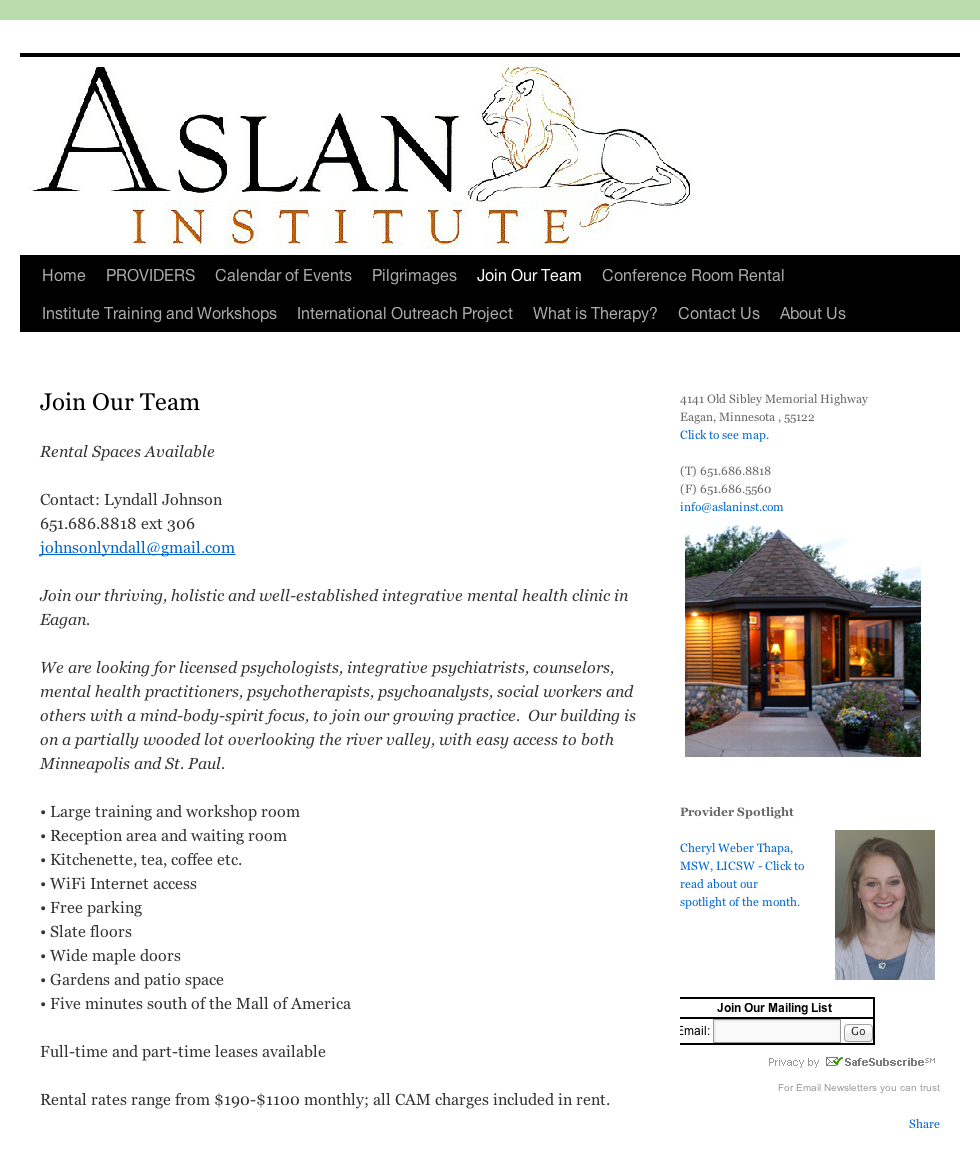 ASLAN
INSTITUTE
Home PROVIDERS Calendar of Events Pilgrimages Join Our Team Conference Room Rental
Institute Training and Workshops International Outreach Project What is Therapy? Contact Us About Us
Join Our Team
Rental Spaces Available
Contact: Lyndall Johnson
651.686.8818 ext 306
johnsonlyndall@gmail.com
Join our thriving, holistic and well-established integrative mental health clinic in
Eagan.
We are looking for licensed psychologists, integrative psychiatrists, counselors,
mental health practitioners, psychotherapists, psychoanalysts, social workers and
others with a mind-body-spirit focus, to join our growing practice.  Our building is
on a partially wooded lot overlooking the river valley, with easy access to both
Minneapolis and St. Paul.
• Large training and workshop room
• Reception area and waiting room
• Kitchenette, tea, coffee etc.
• WiFi Internet access
• Free parking
• Slate floors
• Wide maple doors
• Gardens and patio space
• Five minutes south of the Mall of America
Full-time and part-time leases available
Rental rates range from $190-$1100 monthly; all CAM charges included in rent.
4141 Old Sibley Memorial Highway
Eagan, Minnesota , 55122
Click to see map.
(T) 651.686.8818
(F) 651.686.5560
info@aslaninst.com
Provider Spotlight
Cheryl Weber Thapa,
MSW, LICSW - Click to
read about our
spotlight of the month.
Join Our Mailing List
Email: Go
Privacy by SafeSubscribe℠
For Email Newsletters you can trust
Share